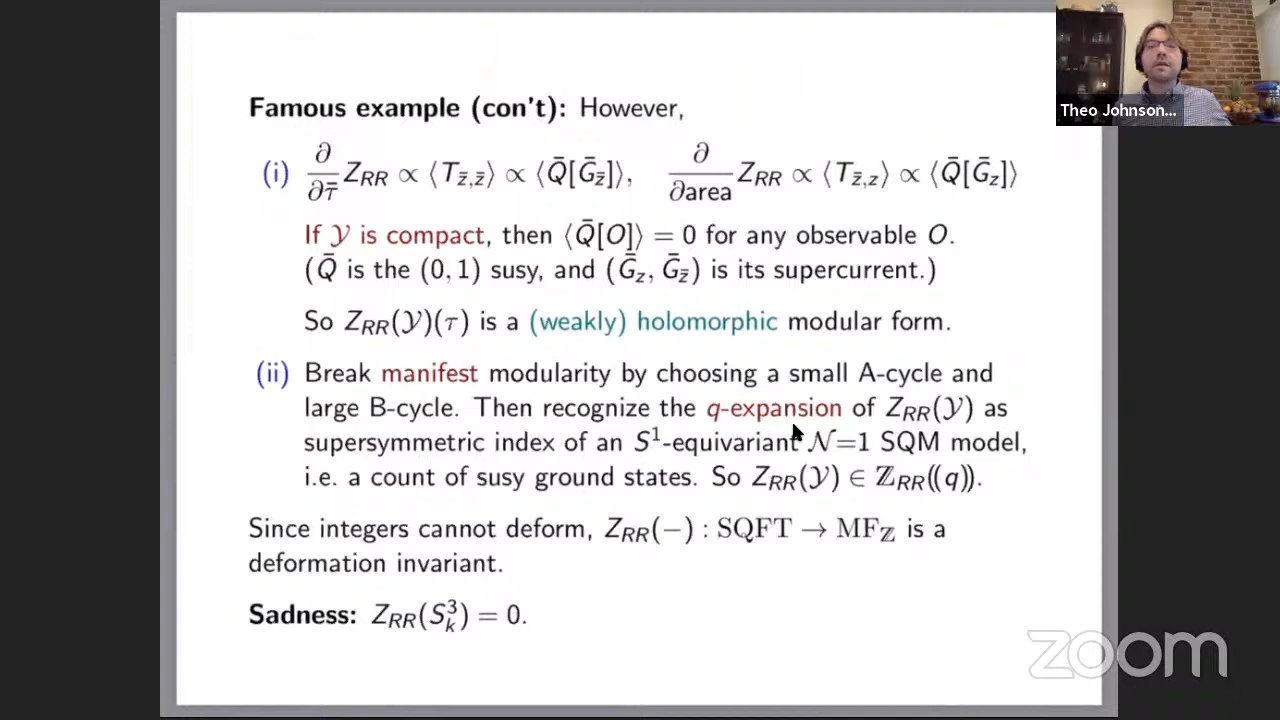 Famous example (con't): However,
(i) ∂/∂τ̄ Z_RR ∝ ⟨T_z̄,z̄⟩ ∝ ⟨Q̄[Ḡ_z̄]⟩, ∂/∂area Z_RR ∝ ⟨T_z̄,z⟩ ∝ ⟨Q̄[Ḡ_z]⟩
If 𝒴 is compact, then ⟨Q̄[O]⟩ = 0 for any observable O.
(Q̄ is the (0, 1) susy, and (Ḡ_z, Ḡ_z̄) is its supercurrent.)
So Z_RR(𝒴)(τ) is a (weakly) holomorphic modular form.
(ii) Break manifest modularity by choosing a small A-cycle and
large B-cycle. Then recognize the q-expansion of Z_RR(𝒴) as
supersymmetric index of an S¹-equivariant 𝒩=1 SQM model,
i.e. a count of susy ground states. So Z_RR(𝒴) ∈ ℤ_RR((q)).
Since integers cannot deform, Z_RR(−) : SQFT → MF_ℤ is a
deformation invariant.
Sadness: Z_RR(S³_k) = 0.
Theo Johnson...
zoom